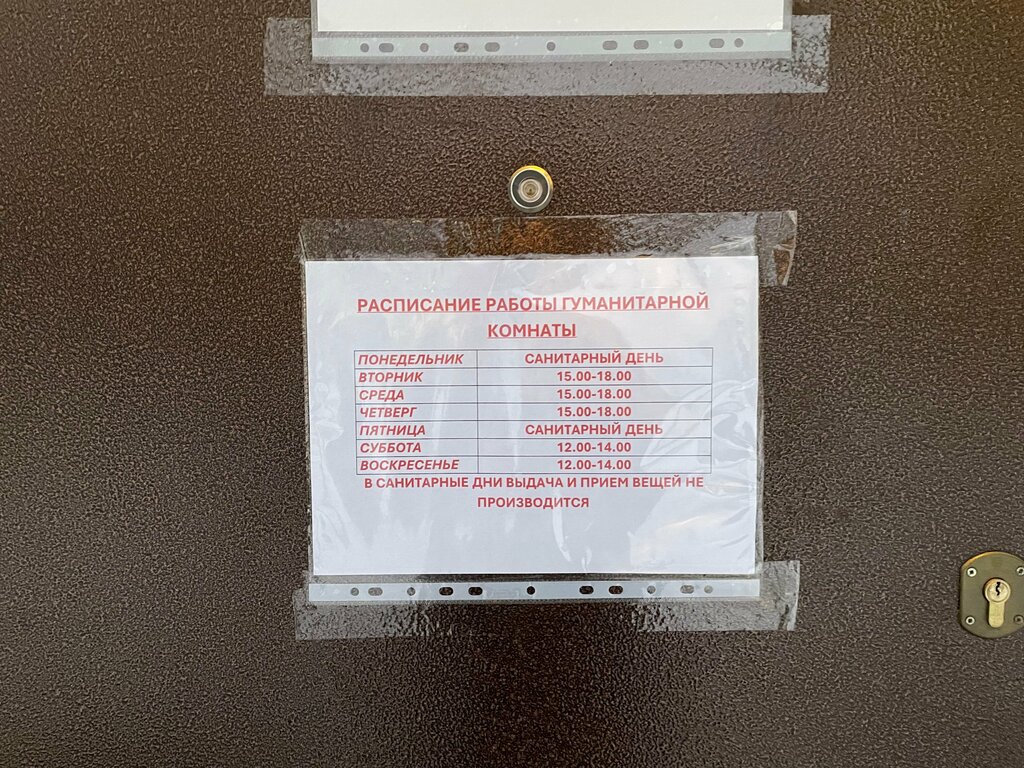 РАСПИСАНИЕ РАБОТЫ ГУМАНИТАРНОЙ
КОМНАТЫ
ПОНЕДЕЛЬНИК САНИТАРНЫЙ ДЕНЬ
ВТОРНИК 15.00-18.00
СРЕДА 15.00-18.00
ЧЕТВЕРГ 15.00-18.00
ПЯТНИЦА САНИТАРНЫЙ ДЕНЬ
СУББОТА 12.00-14.00
ВОСКРЕСЕНЬЕ 12.00-14.00
В САНИТАРНЫЕ ДНИ ВЫДАЧА И ПРИЕМ ВЕЩЕЙ НЕ
ПРОИЗВОДИТСЯ